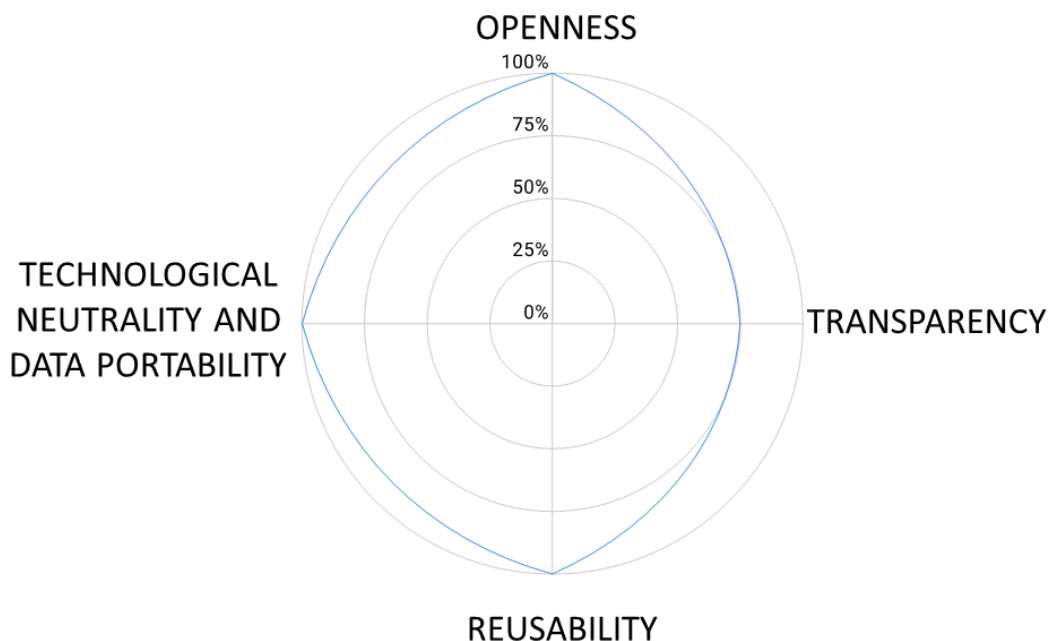 OPENNESS
100%
75%
50%
25%
0%
TECHNOLOGICAL
NEUTRALITY AND
DATA PORTABILITY
TRANSPARENCY
REUSABILITY